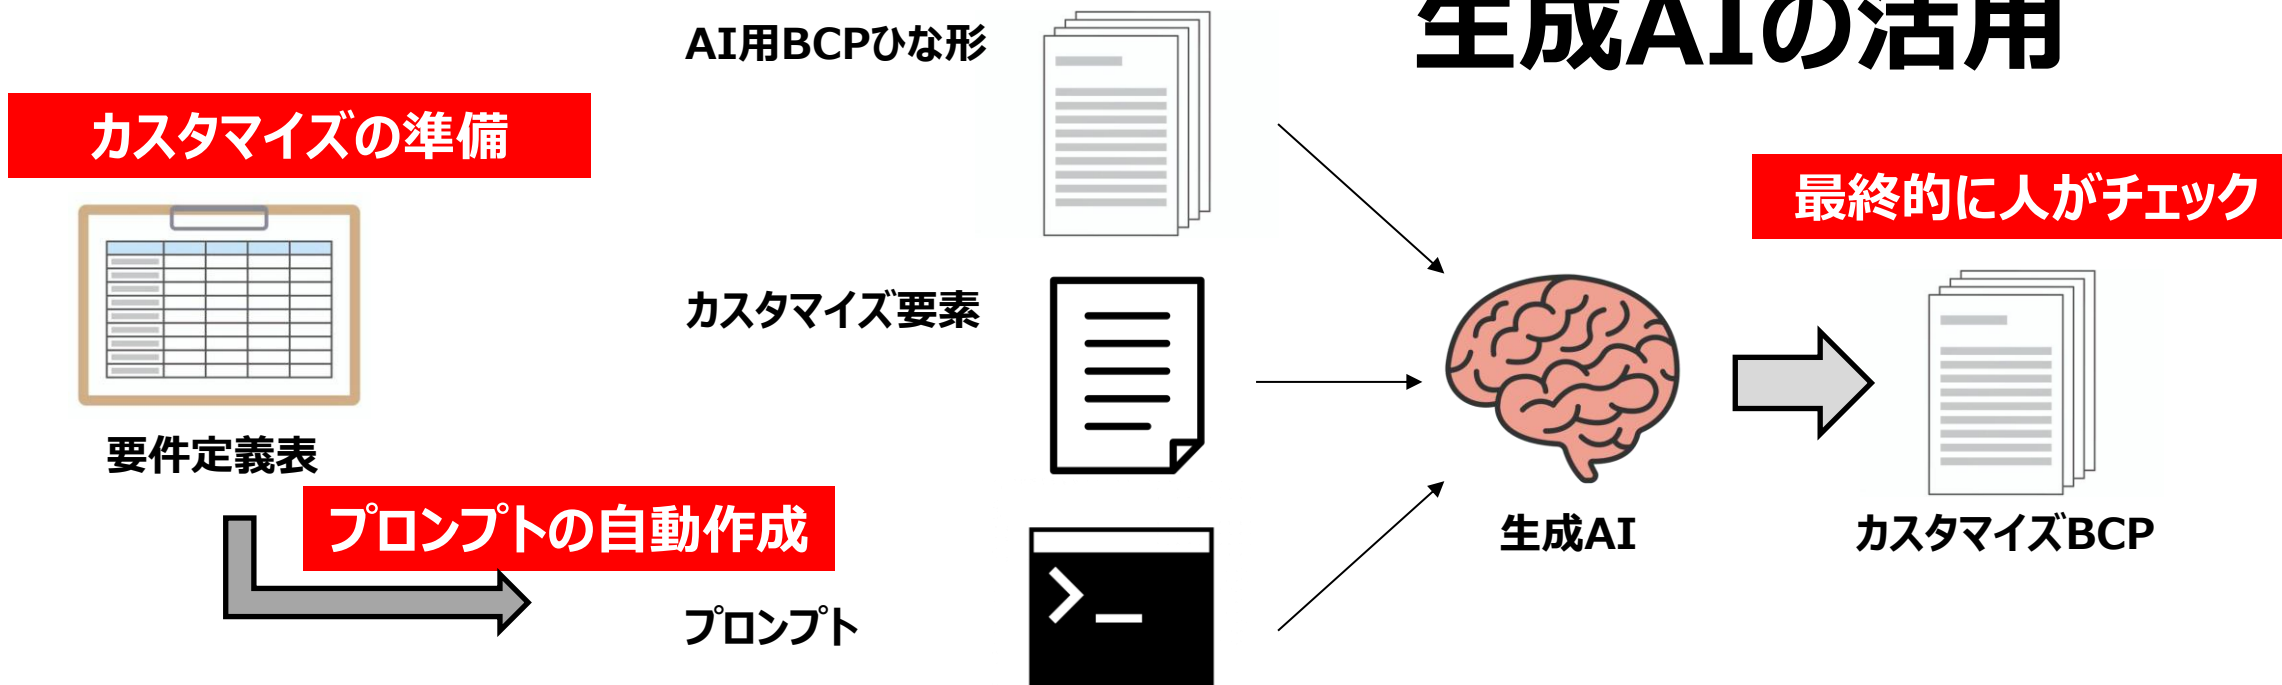 生成AIの活用
AI用BCPひな形
カスタマイズの準備
最終的に人がチェック
カスタマイズ要素
要件定義表
プロンプトの自動作成
生成AI
カスタマイズBCP
プロンプト
>_